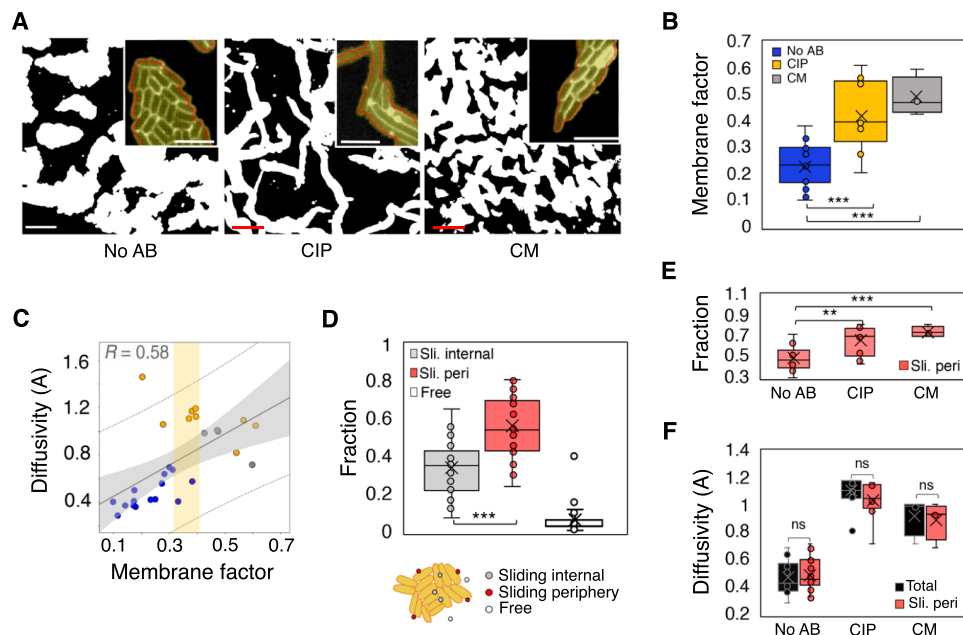 A
No AB
CIP
CM
B
Membrane factor
0.7
0.6
0.5
0.4
0.3
0.2
0.1
0
No AB
CIP
CM
***
***
C
Diffusivity (A)
1.6
1.2
0.8
0.4
R = 0.58
0.1 0.3 0.5 0.7
Membrane factor
D
Fraction
1
0.8
0.6
0.4
0.2
0
Sli. internal
Sli. peri
Free
***
Sliding internal
Sliding periphery
Free
E
Fraction
1.1
0.9
0.7
0.5
0.3
***
**
Sli. peri
No AB CIP CM
F
Diffusivity (A)
1.4
1.2
1
0.8
0.6
0.4
0.2
ns
ns
ns
Total
Sli. peri
No AB CIP CM